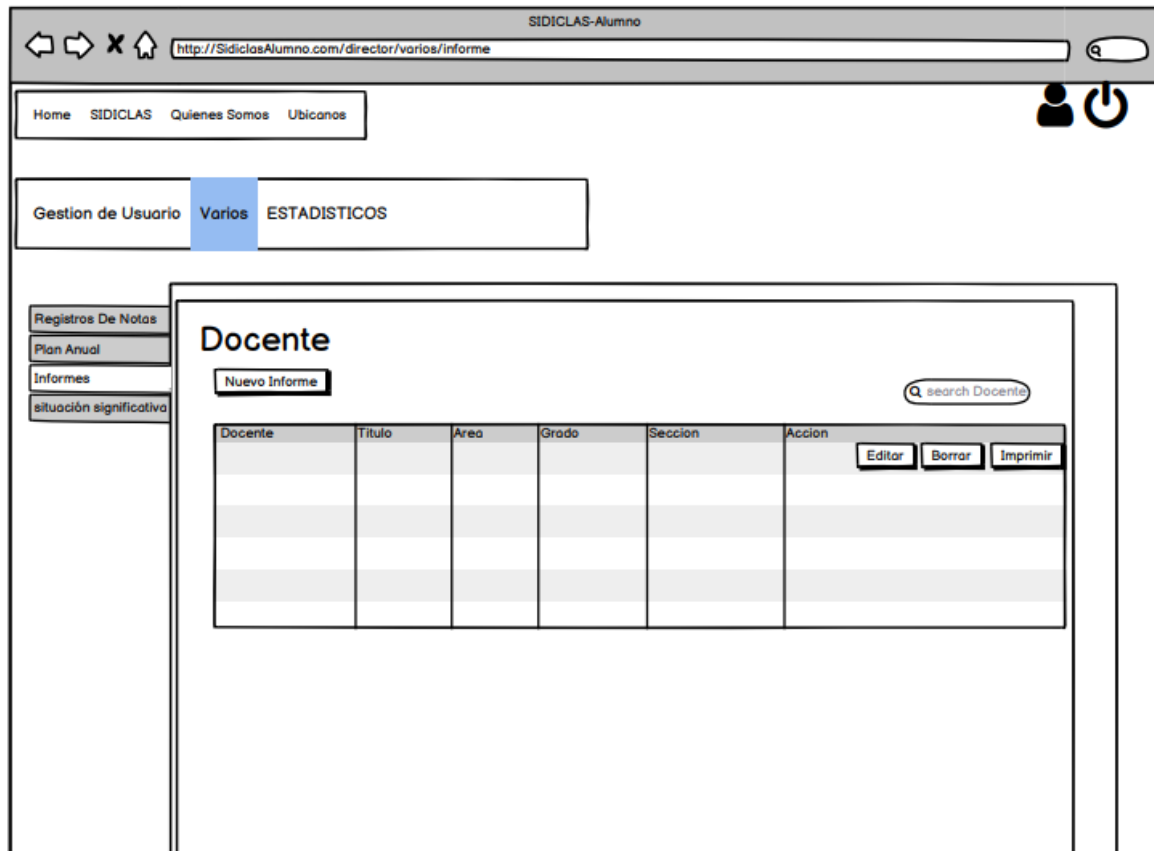 SIDICLAS-Alumno
http://SidiclasAlumno.com/director/varios/informe
Home SIDICLAS Quienes Somos Ubicanos
Gestion de Usuario Varios ESTADISTICOS
Registros De Notas
Plan Anual
Informes
situación significativa
Docente
Nuevo Informe
search Docente
Docente Titulo Area Grado Seccion Accion
Editar Borrar Imprimir